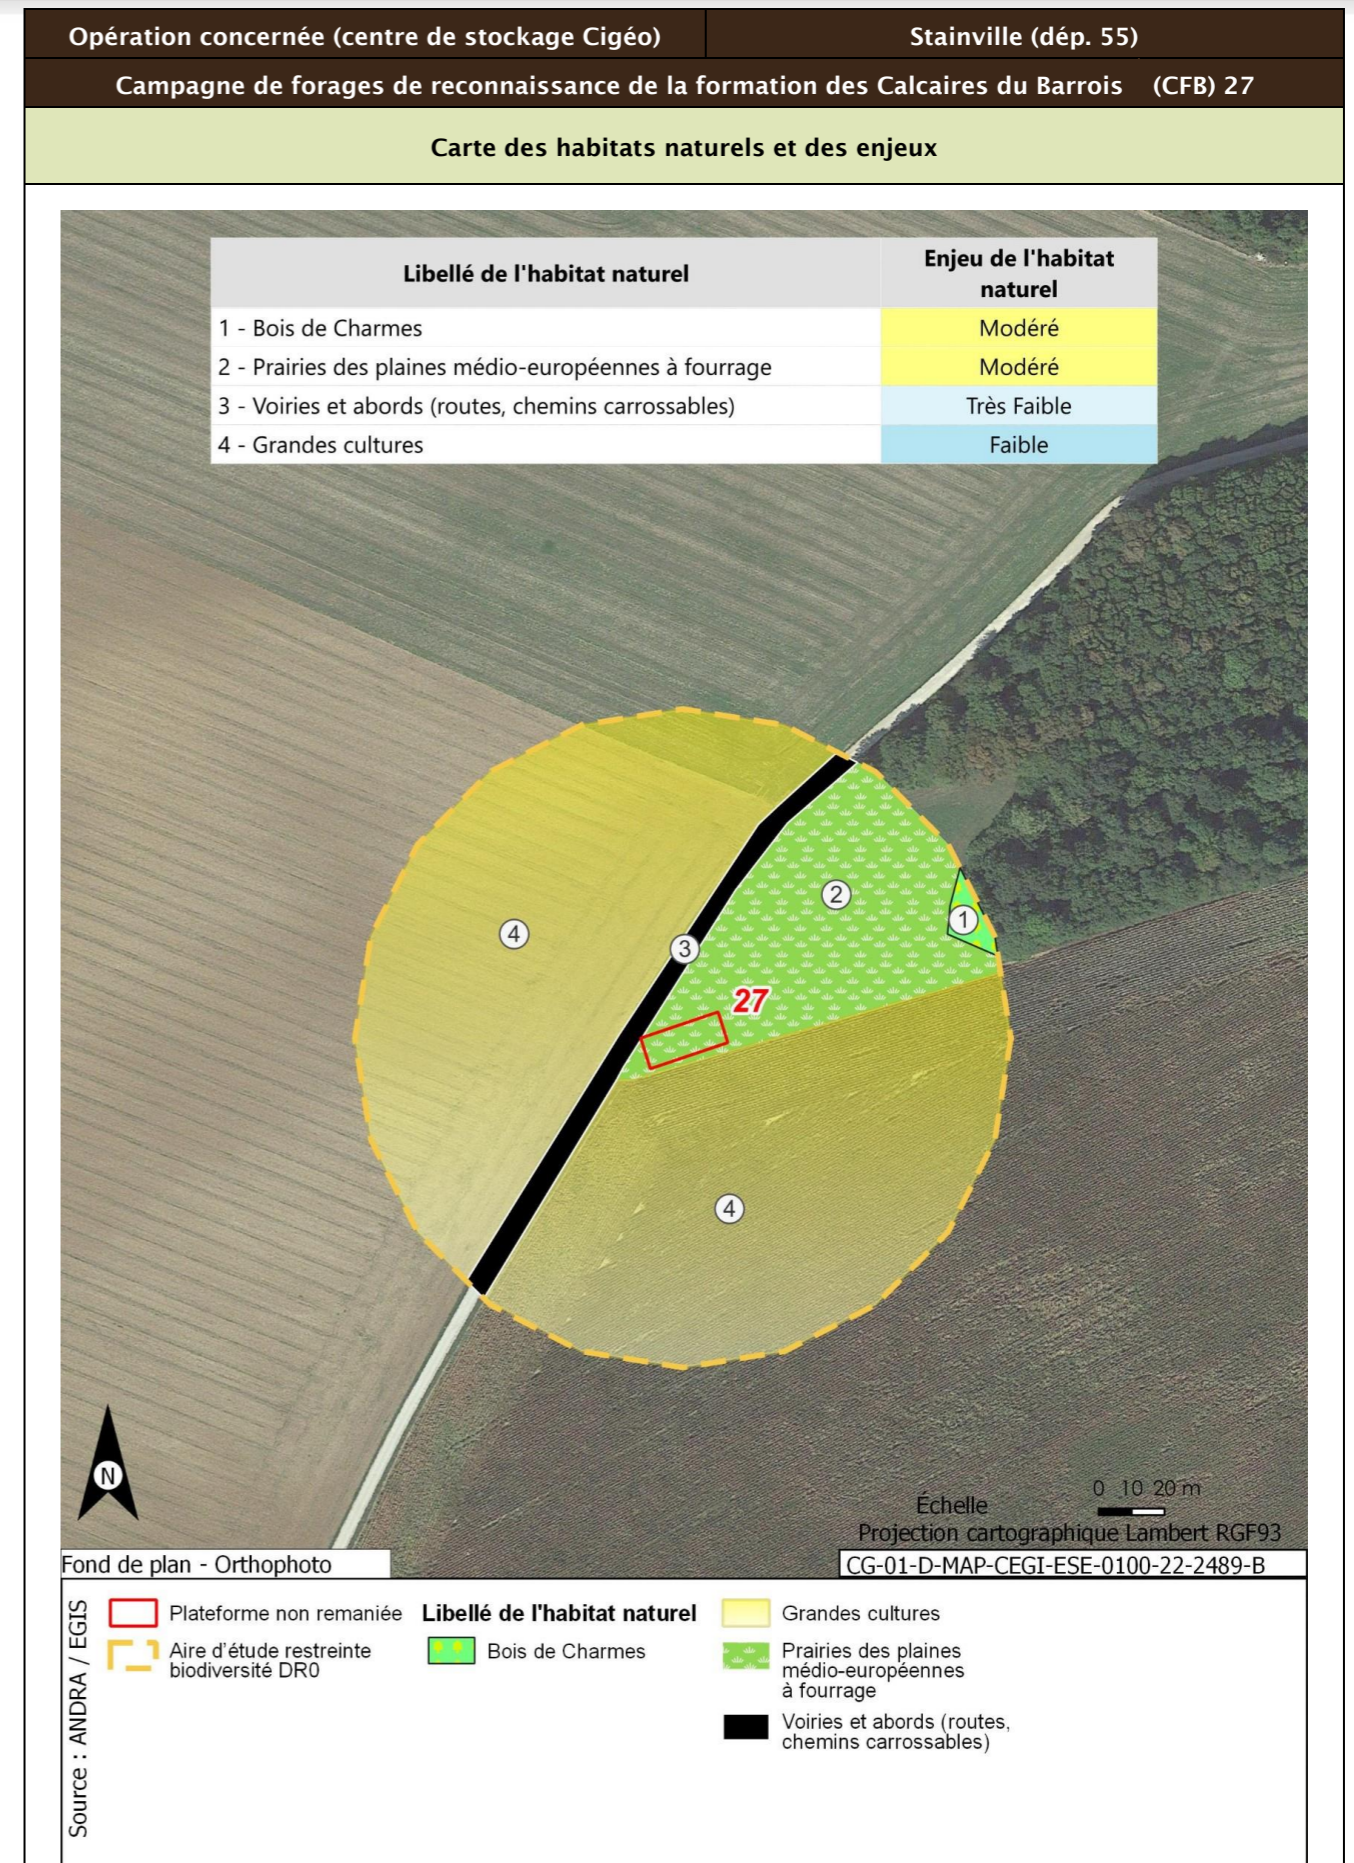 Opération concernée (centre de stockage Cigéo)
Stainville (dép. 55)
Campagne de forages de reconnaissance de la formation des Calcaires du Barrois (CFB) 27
Carte des habitats naturels et des enjeux
Libellé de l'habitat naturel
Enjeu de l'habitat
naturel
1 - Bois de Charmes
Modéré
2 - Prairies des plaines médio-européennes à fourrage
Modéré
3 - Voiries et abords (routes, chemins carrossables)
Très Faible
4 - Grandes cultures
Faible
2
1
4
3
27
4
N
0 10 20 m
Échelle
Projection cartographique Lambert RGF93
Fond de plan - Orthophoto
CG-01-D-MAP-CEGI-ESE-0100-22-2489-B
Source : ANDRA / EGIS
Plateforme non remaniée
Aire d'étude restreinte
biodiversité DR0
Libellé de l'habitat naturel
Bois de Charmes
Grandes cultures
Prairies des plaines
médio-européennes
à fourrage
Voiries et abords (routes,
chemins carrossables)